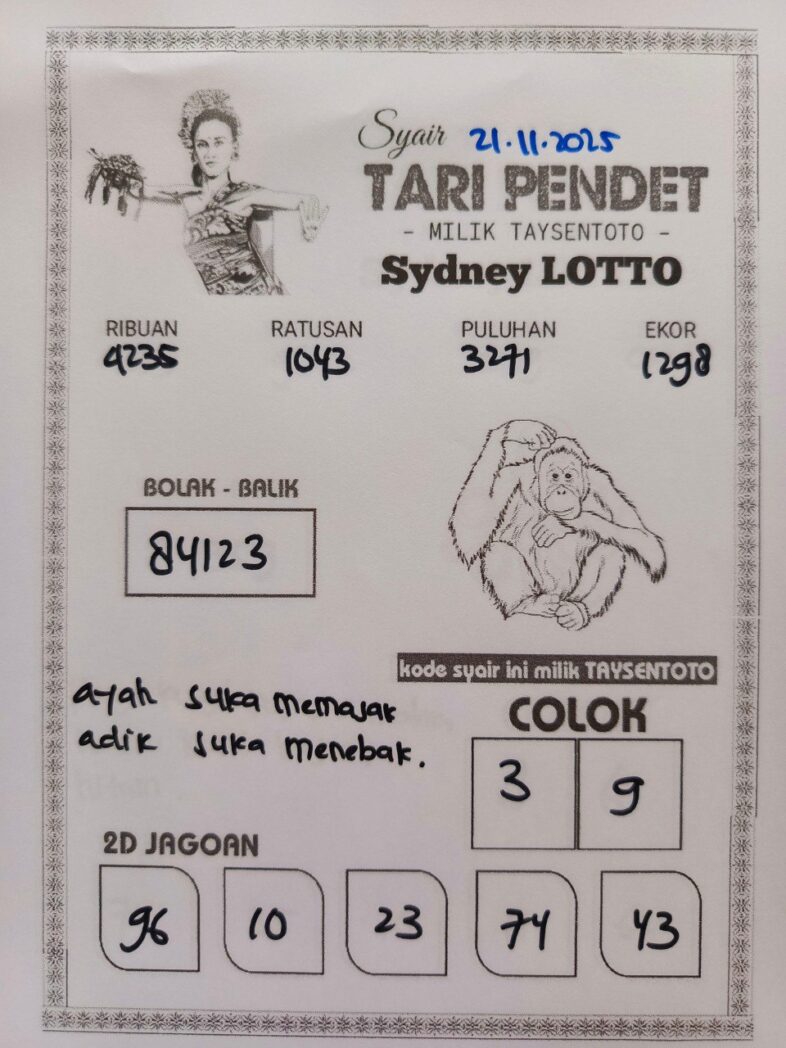 Syair 21.11.2025
TARI PENDET
- MILIK TAYSENTOTO -
Sydney LOTTO
RIBUAN RATUSAN PULUHAN EKOR
4235 1043 3271 1298
BOLAK - BALIK
84123
kode syair ini milik TAYSENTOTO
ayah suka memasak
adik suka menebak.
COLOK
3 9
2D JAGOAN
96 10 23 74 43